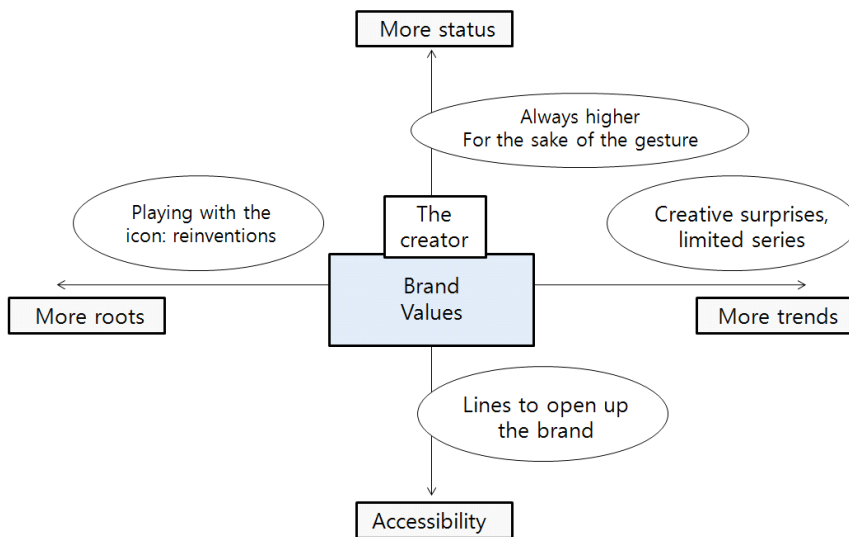 More status
Always higher
For the sake of the gesture
Playing with the
icon: reinventions
The
creator
Creative surprises,
limited series
Brand
Values
More roots
More trends
Lines to open up
the brand
Accessibility